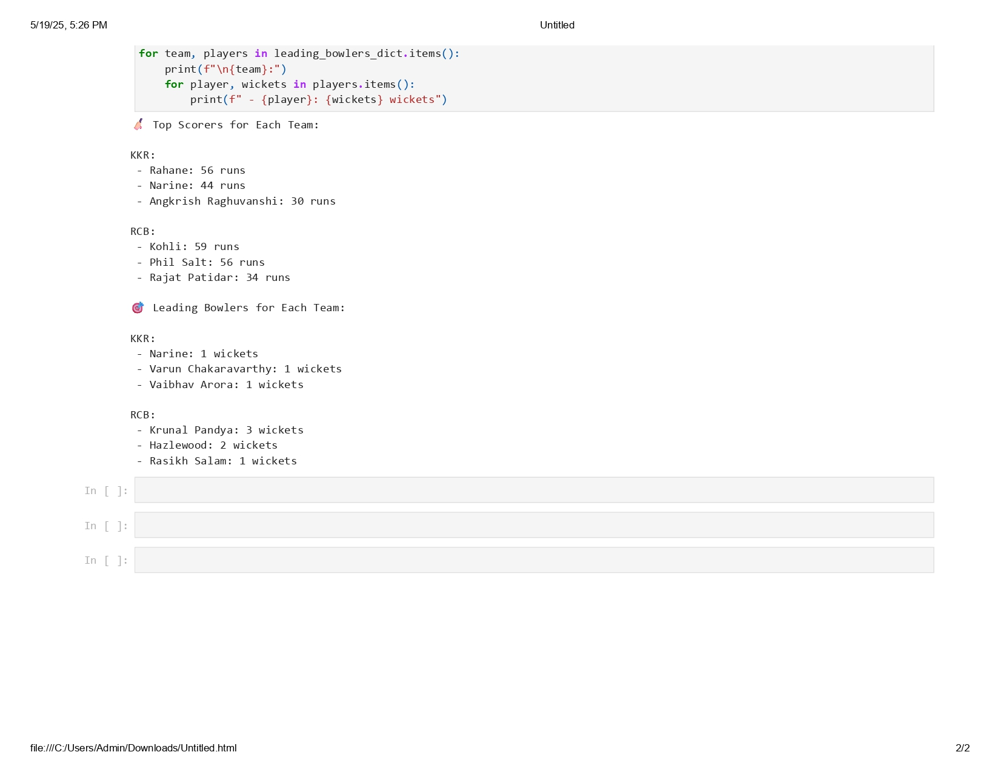 5/19/25, 5:26 PM Untitled
for team, players in leading_bowlers_dict.items():
    print(f"\n{team}:")
    for player, wickets in players.items():
        print(f" - {player}: {wickets} wickets")
Top Scorers for Each Team:
KKR:
 - Rahane: 56 runs
 - Narine: 44 runs
 - Angkrish Raghuvanshi: 30 runs
RCB:
 - Kohli: 59 runs
 - Phil Salt: 56 runs
 - Rajat Patidar: 34 runs
🎯 Leading Bowlers for Each Team:
KKR:
 - Narine: 1 wickets
 - Varun Chakaravarthy: 1 wickets
 - Vaibhav Arora: 1 wickets
RCB:
 - Krunal Pandya: 3 wickets
 - Hazlewood: 2 wickets
 - Rasikh Salam: 1 wickets
In [ ]:
In [ ]:
In [ ]:
file:///C:/Users/Admin/Downloads/Untitled.html 2/2